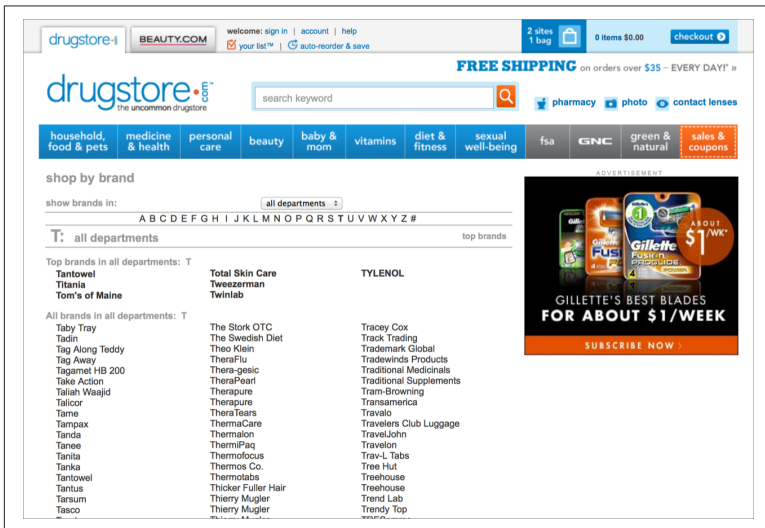 drugstore
BEAUTY.COM
welcome: sign in | account | help
your list™ | auto-reorder & save
2 sites
1 bag
0 items $0.00
checkout
FREE SHIPPING on orders over $35 – EVERY DAY!* »
drugstore.com™
the uncommon drugstore
search keyword
pharmacy photo contact lenses
household, food & pets
medicine & health
personal care
beauty
baby & mom
vitamins
diet & fitness
sexual well-being
fsa
GNC
green & natural
sales & coupons
shop by brand
ADVERTISEMENT
show brands in: all departments
A B C D E F G H I J K L M N O P Q R S T U V W X Y Z #
T: all departments
top brands
Top brands in all departments: T
Tantowel
Titania
Tom's of Maine
Total Skin Care
Tweezerman
Twinlab
TYLENOL
All brands in all departments: T
Taby Tray
Tadin
Tag Along Teddy
Tag Away
Tagamet HB 200
Take Action
Taliah Waajid
Talicor
Tame
Tampax
Tanda
Tanee
Tanita
Tanka
Tantowel
Tantus
Tarsum
Tasco
The Stork OTC
The Swedish Diet
Theo Klein
TheraFlu
Thera-gesic
TheraPearl
Therapure
Therapure
TheraTears
ThermaCare
Thermalon
ThermiPaq
Thermofocus
Thermos Co.
Thermotabs
Thicker Fuller Hair
Thierry Mugler
Thierry Mugler
Tracey Cox
Track Trading
Trademark Global
Tradewinds Products
Traditional Medicinals
Traditional Supplements
Tram-Browning
Transamerica
Travalo
Travelers Club Luggage
TravelJohn
Travelon
Trav-L Tabs
Tree Hut
Treehouse
Treehouse
Trend Lab
Trendy Top
Gillette
Gillette
FUSION
PROGLIDE
POWER
4
ABOUT
$1/WK*
GILLETTE'S BEST BLADES
FOR ABOUT $1/WEEK
SUBSCRIBE NOW